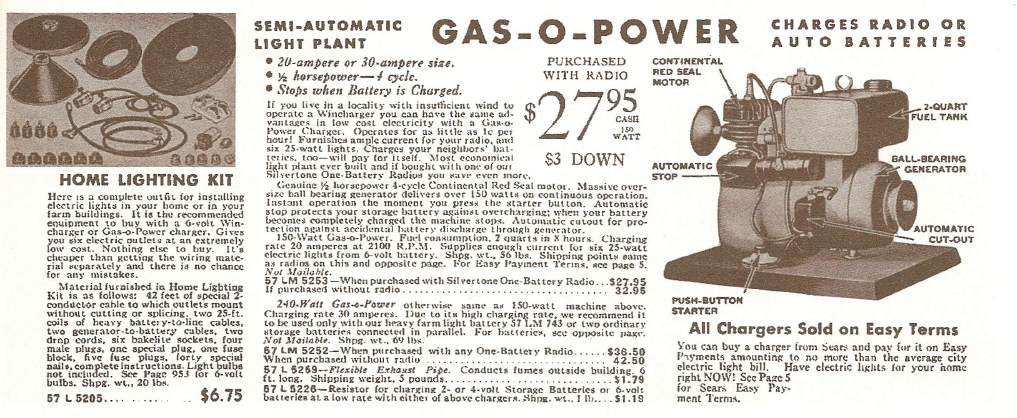 HOME LIGHTING KIT
Here is a complete outfit for installing
electric lights in your home or in your
farm buildings. It is the recommended
equipment to buy with a 6-volt Win-
charger or Gas-o-Power charger. Gives
you six electric outlets at an extremely
low cost. Nothing else to buy. It's
cheaper than getting the wiring mate-
rial separately and there is no chance
for any mistakes.
Material furnished in Home Lighting
Kit is as follows: 42 feet of special 2-
conductor cable to which outlets mount
without cutting or splicing, two 25-ft.
coils of heavy battery-to-line cables,
two generator-to-battery cables, two
drop cords, six bakelite sockets, four
male plugs, one special plug, one fuse
block, five fuse plugs, forty special
nails, complete instructions. Light bulbs
not included. See Page 953 for 6-volt
bulbs. Shpg. wt., 20 lbs.
57 L 5205............ $6.75
SEMI-AUTOMATIC
LIGHT PLANT
GAS-O-POWER
CHARGES RADIO OR
AUTO BATTERIES
• 20-ampere or 30-ampere size.
• ½ horsepower—4 cycle.
• Stops when Battery is Charged.
PURCHASED
WITH RADIO
$27.95
CASH
150
WATT
$3 DOWN
If you live in a locality with insufficient wind to
operate a Wincharger you can have the same ad-
vantages in low cost electricity with a Gas-o-
Power Charger. Operates for as little as 1c per
hour! Furnishes ample current for your radio, and
six 25-watt lights. Charges your neighbors' bat-
teries, too—will pay for itself. Most economical
light plant ever built and if bought with one of our
Silvertone One-Battery Radios you save even more.
Genuine ½ horsepower 4-cycle Continental Red Seal motor. Massive over-
size ball bearing generator delivers over 150 watts on continuous operation.
Instant operation the moment you press the starter button. Automatic
stop protects your storage battery against overcharging; when your battery
becomes completely charged the machine stops. Automatic cutout for pro-
tection against accidental battery discharge through generator.
150-Watt Gas-o-Power. Fuel consumption, 2 quarts in 8 hours. Charging
rate 20 amperes at 2100 R.P.M. Supplies enough current for six 25-watt
electric lights from 6-volt battery. Shpg. wt., 56 lbs. Shipping points same
as radios on this and opposite page. For Easy Payment Terms, see page 5.
Not Mailable.
57 LM 5253—When purchased with Silvertone One-Battery Radio...$27.95
If purchased without radio........................ 32.95
240-Watt Gas-o-Power otherwise same as 150-watt machine above.
Charging rate 30 amperes. Due to its high charging rate, we recommend it
to be used only with our heavy farm light battery 57 LM 743 or two ordinary
storage batteries connected in parallel. For batteries, see opposite page.
Not Mailable. Shpg. wt., 69 lbs.
57 LM 5252—When purchased with any One-Battery Radio.....$36.50
When purchased without radio........................ 42.50
57 L 5259—Flexible Exhaust Pipe. Conducts fumes outside building, 6
ft. long. Shipping weight, 5 pounds........................$1.79
57 L 5226—Resistor for charging 2- or 4-volt Storage Batteries or 6-volt
batteries at a low rate with either of above chargers. Shpg. wt., 1 lb....$1.19
CONTINENTAL
RED SEAL
MOTOR
2-QUART
FUEL TANK
AUTOMATIC
STOP
BALL-BEARING
GENERATOR
AUTOMATIC
CUT-OUT
PUSH-BUTTON
STARTER
All Chargers Sold on Easy Terms
You can buy a charger from Sears and pay for it on Easy
Payments amounting to no more than the average city
electric light bill. Have electric lights for your home
right NOW! See Page 5
for Sears Easy Pay-
ment Terms.